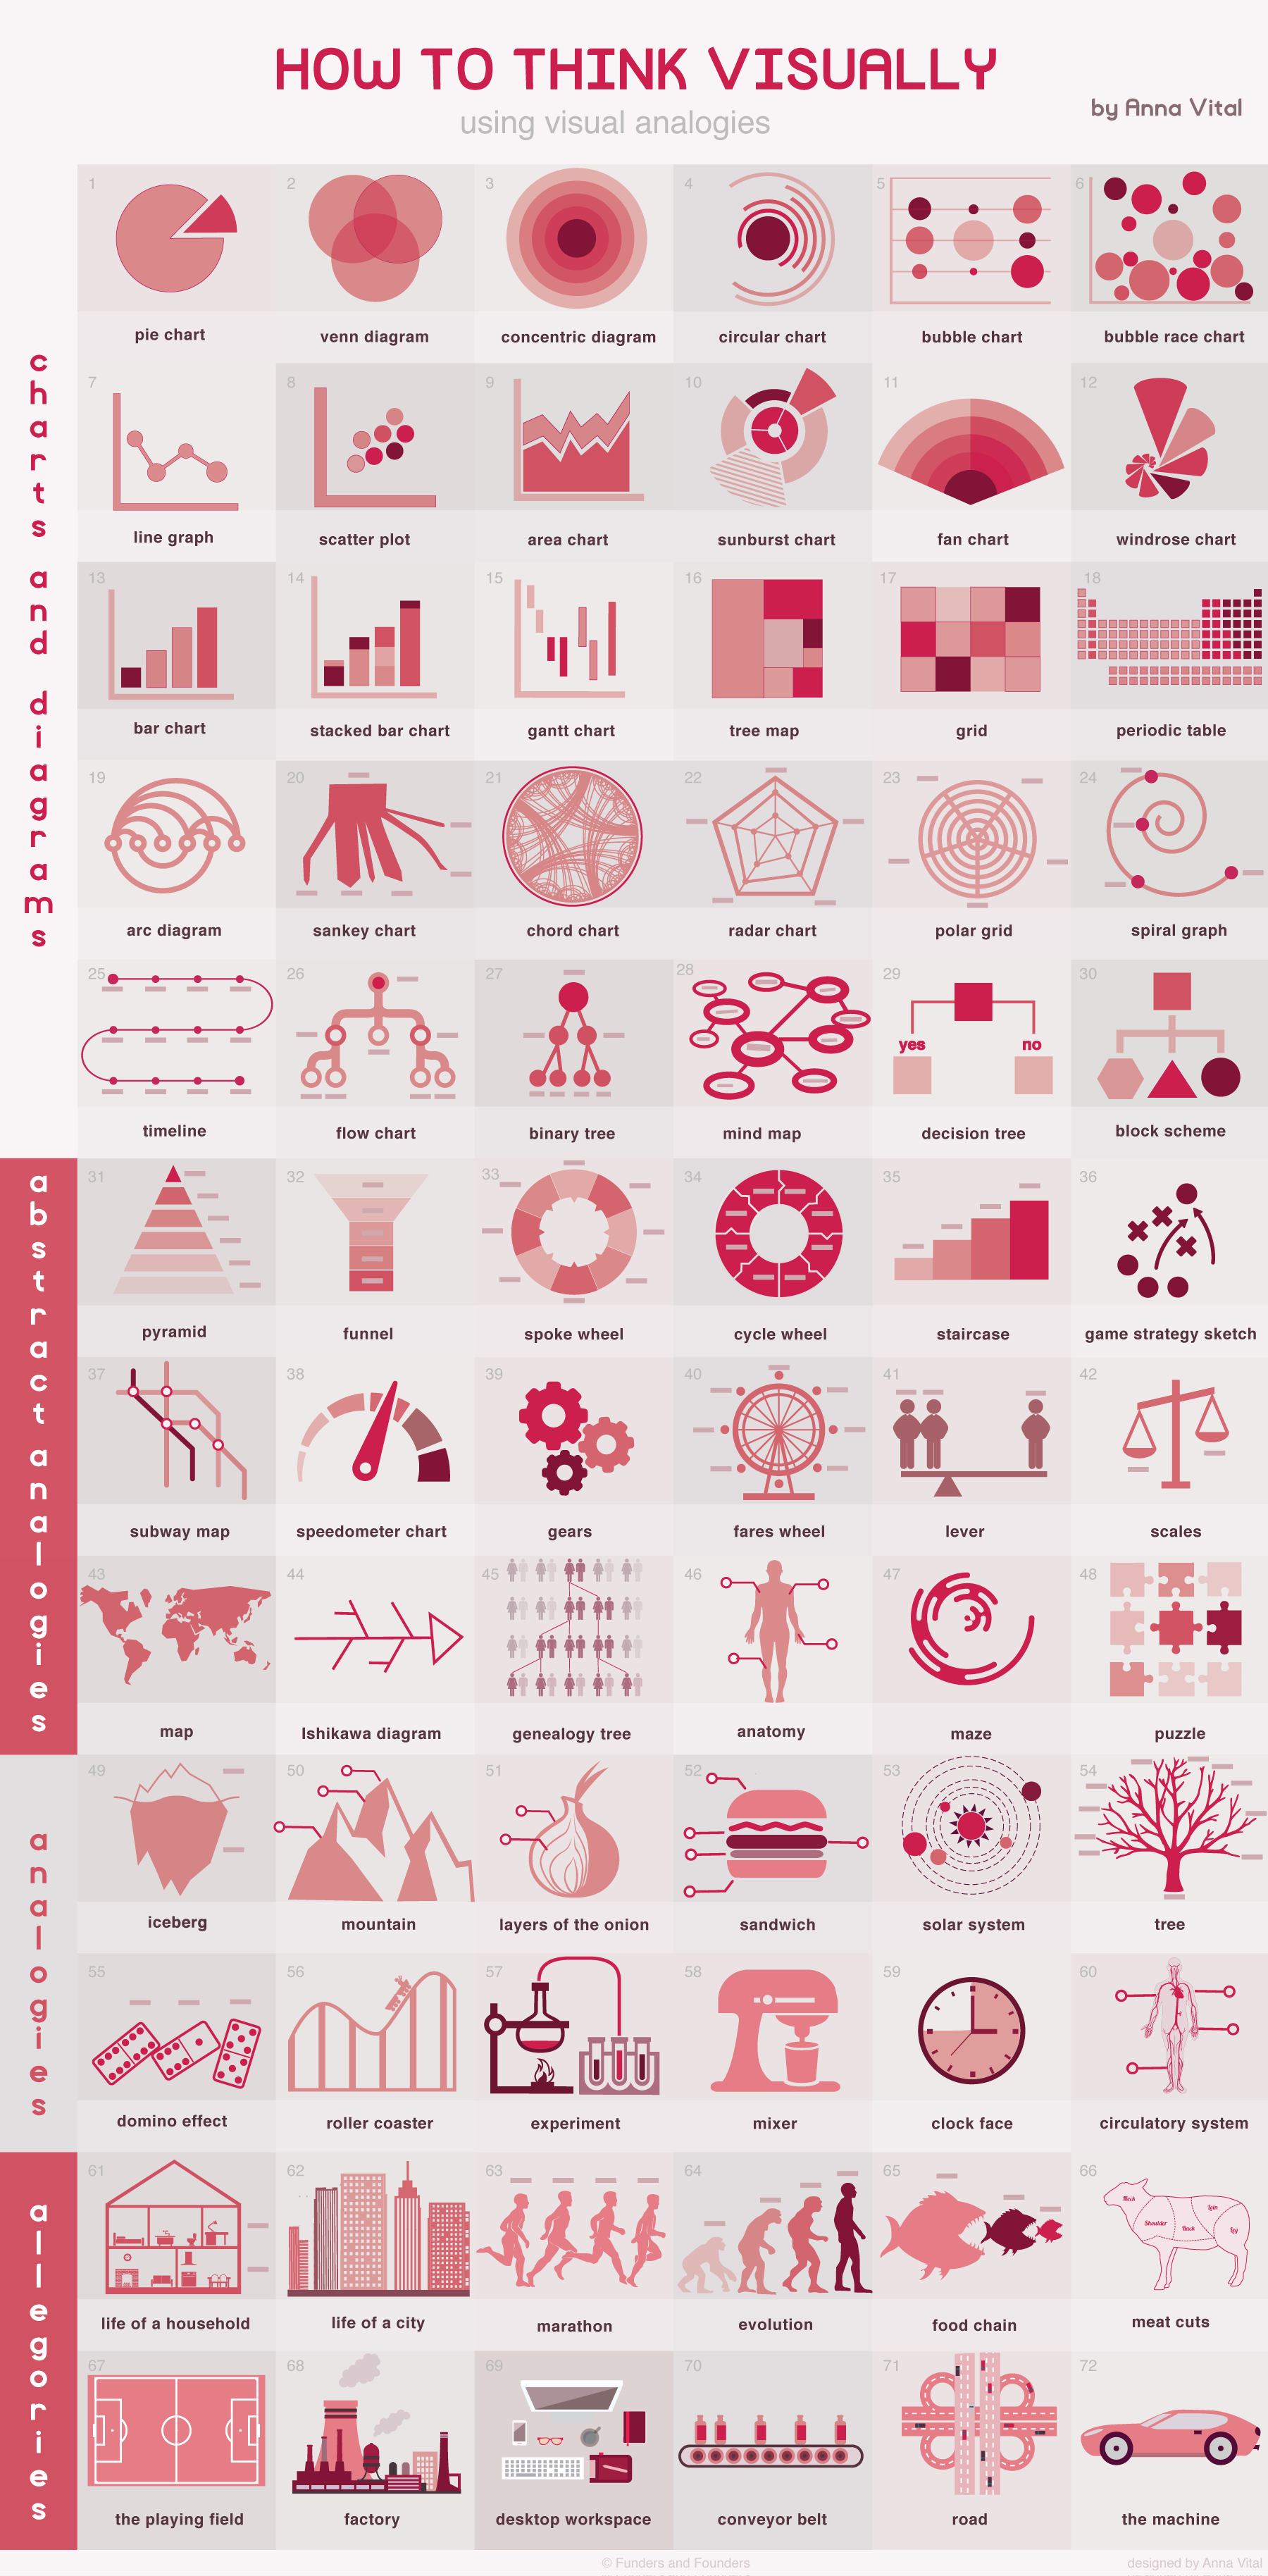 HOW TO THINK VISUALLY
using visual analogies
by Anna Vital
charts and diagrams
1
2
3
4
5
6
pie chart
venn diagram
concentric diagram
circular chart
bubble chart
bubble race chart
7
8
9
10
11
12
line graph
scatter plot
area chart
sunburst chart
fan chart
windrose chart
13
14
15
16
17
18
bar chart
stacked bar chart
gantt chart
tree map
grid
periodic table
19
20
21
22
23
24
arc diagram
sankey chart
chord chart
radar chart
polar grid
spiral graph
25
26
27
28
29
30
yes
no
timeline
flow chart
binary tree
mind map
decision tree
block scheme
abstract analogies
31
32
33
34
35
36
pyramid
funnel
spoke wheel
cycle wheel
staircase
game strategy sketch
37
38
39
40
41
42
subway map
speedometer chart
gears
fares wheel
lever
scales
43
44
45
46
47
48
map
Ishikawa diagram
genealogy tree
anatomy
maze
puzzle
analogies
49
50
51
52
53
54
iceberg
mountain
layers of the onion
sandwich
solar system
tree
55
56
57
58
59
60
domino effect
roller coaster
experiment
mixer
clock face
circulatory system
allegories
61
62
63
64
65
66
Neck
Shoulder
Back
Loin
Leg
life of a household
life of a city
marathon
evolution
food chain
meat cuts
67
68
69
70
71
72
the playing field
factory
desktop workspace
conveyor belt
road
the machine
© Funders and Founders
designed by Anna Vital